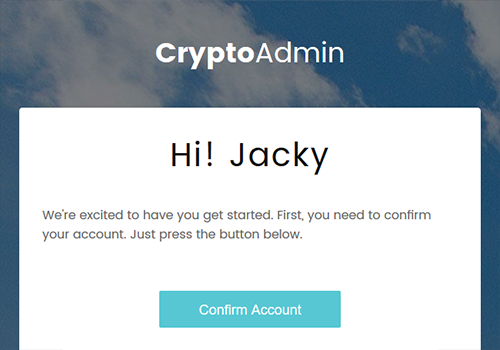 CryptoAdmin
Hi! Jacky
We're excited to have you get started. First, you need to confirm
your account. Just press the button below.
Confirm Account